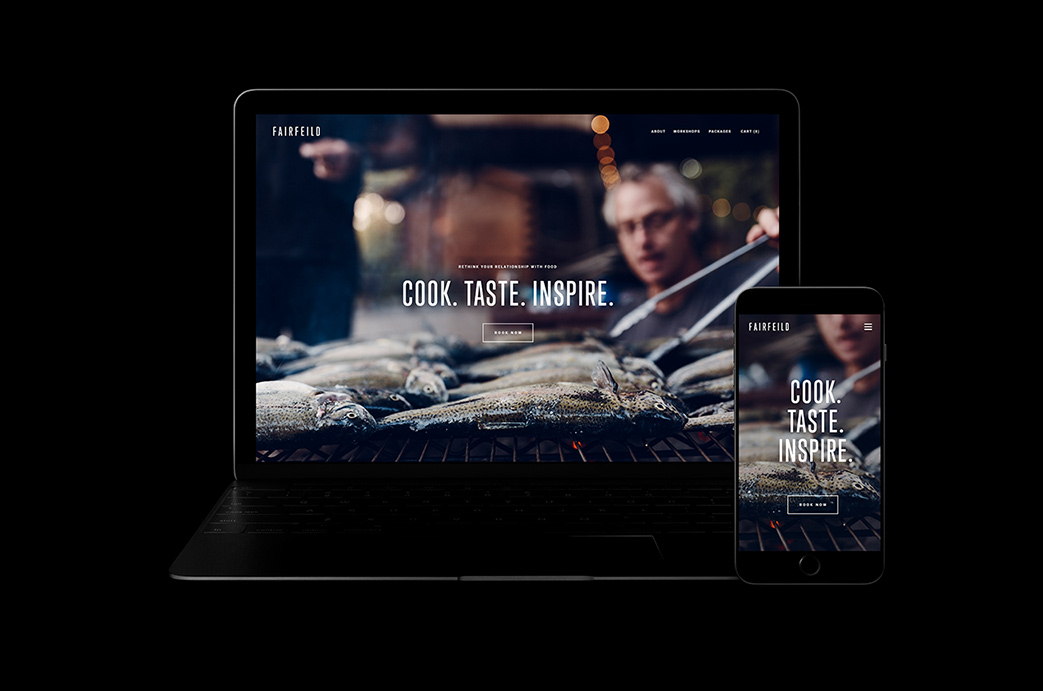 FAIRFEILD
ABOUT WORKSHOPS PACKAGES CART (0)
RETHINK YOUR RELATIONSHIP WITH FOOD
COOK. TASTE. INSPIRE.
BOOK NOW
FAIRFEILD
COOK.
TASTE.
INSPIRE.
BOOK NOW